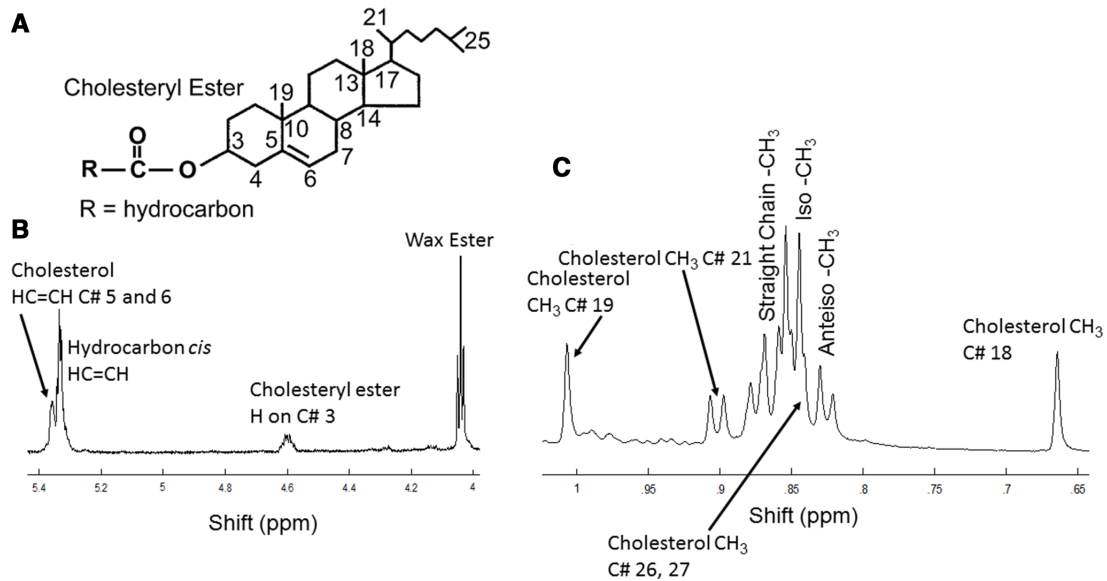 A
Cholesteryl Ester
21
25
18
13
17
19
14
10
8
3
5
7
4
6
O
R
C
O
R = hydrocarbon
B
Cholesterol
HC=CH C# 5 and 6
Hydrocarbon cis
HC=CH
Cholesteryl ester
H on C# 3
Wax Ester
5.4
5.2
5
4.8
4.6
4.4
4.2
4
Shift (ppm)
C
Cholesterol CH₃ C# 21
Cholesterol
CH₃ C# 19
Straight Chain -CH₃
Iso -CH₃
Anteiso -CH₃
Cholesterol CH₃
C# 18
1
.95
.9
.85
.8
.75
.7
.65
Shift (ppm)
Cholesterol CH₃
C# 26, 27